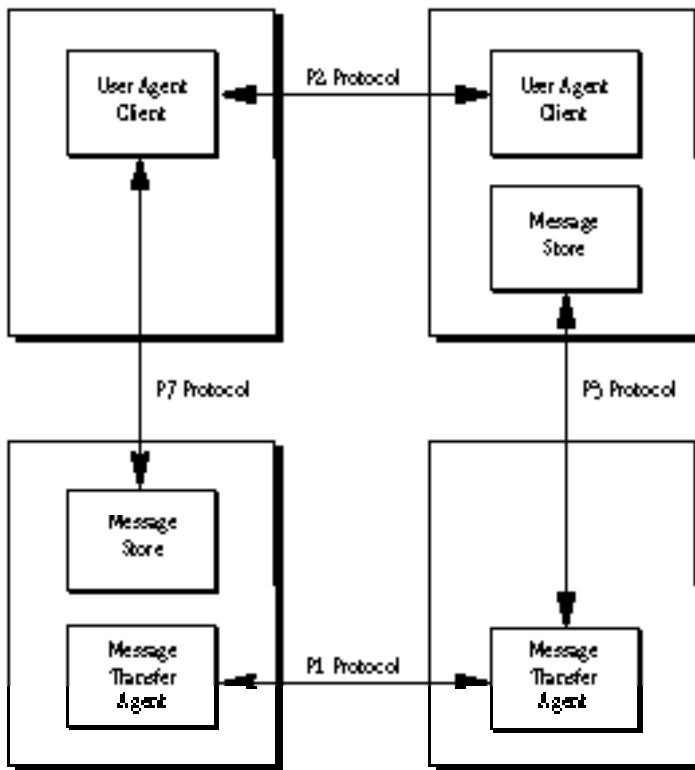 User Agent
Client
P2 Protocol
User Agent
Client
Message
Store
P7 Protocol
P3 Protocol
Message
Store
Message
Transfer
Agent
P1 Protocol
Message
Transfer
Agent